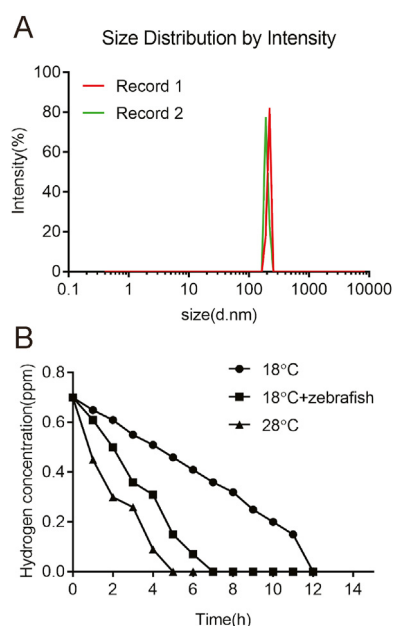 A
Size Distribution by Intensity
Intensity(%)
100
80
60
40
20
0
Record 1
Record 2
0.1 1 10 100 1000 10000
size(d.nm)
B
Hydrogen concentration(ppm)
0.8
0.6
0.4
0.2
0.0
18°C
18°C+zebrafish
28°C
0 2 4 6 8 10 12 14
Time(h)